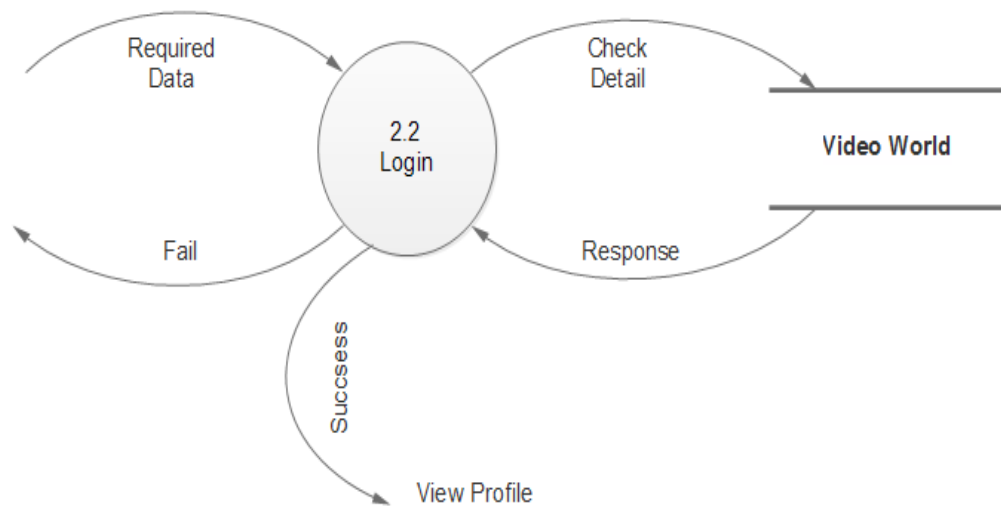 Required
Data
Check
Detail
2.2
Login
Video World
Fail
Response
Succsess
View Profile